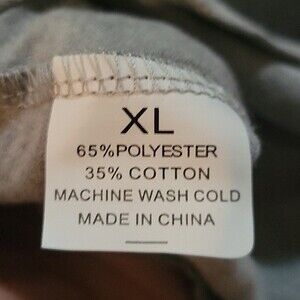 XL
65%POLYESTER
35% COTTON
MACHINE WASH COLD
MADE IN CHINA